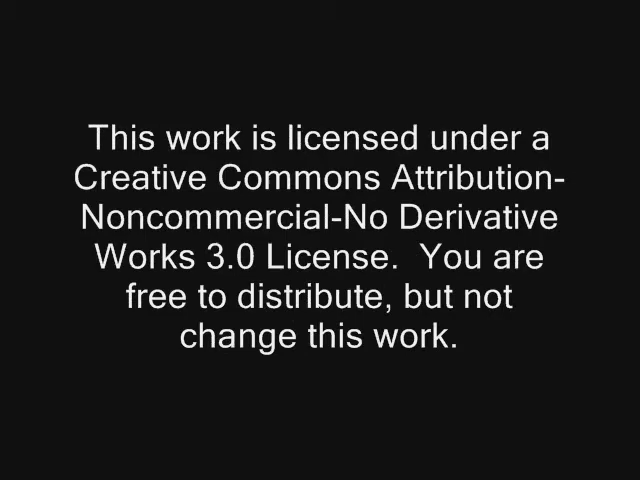 This work is licensed under a
Creative Commons Attribution-
Noncommercial-No Derivative
Works 3.0 License.  You are
free to distribute, but not
change this work.